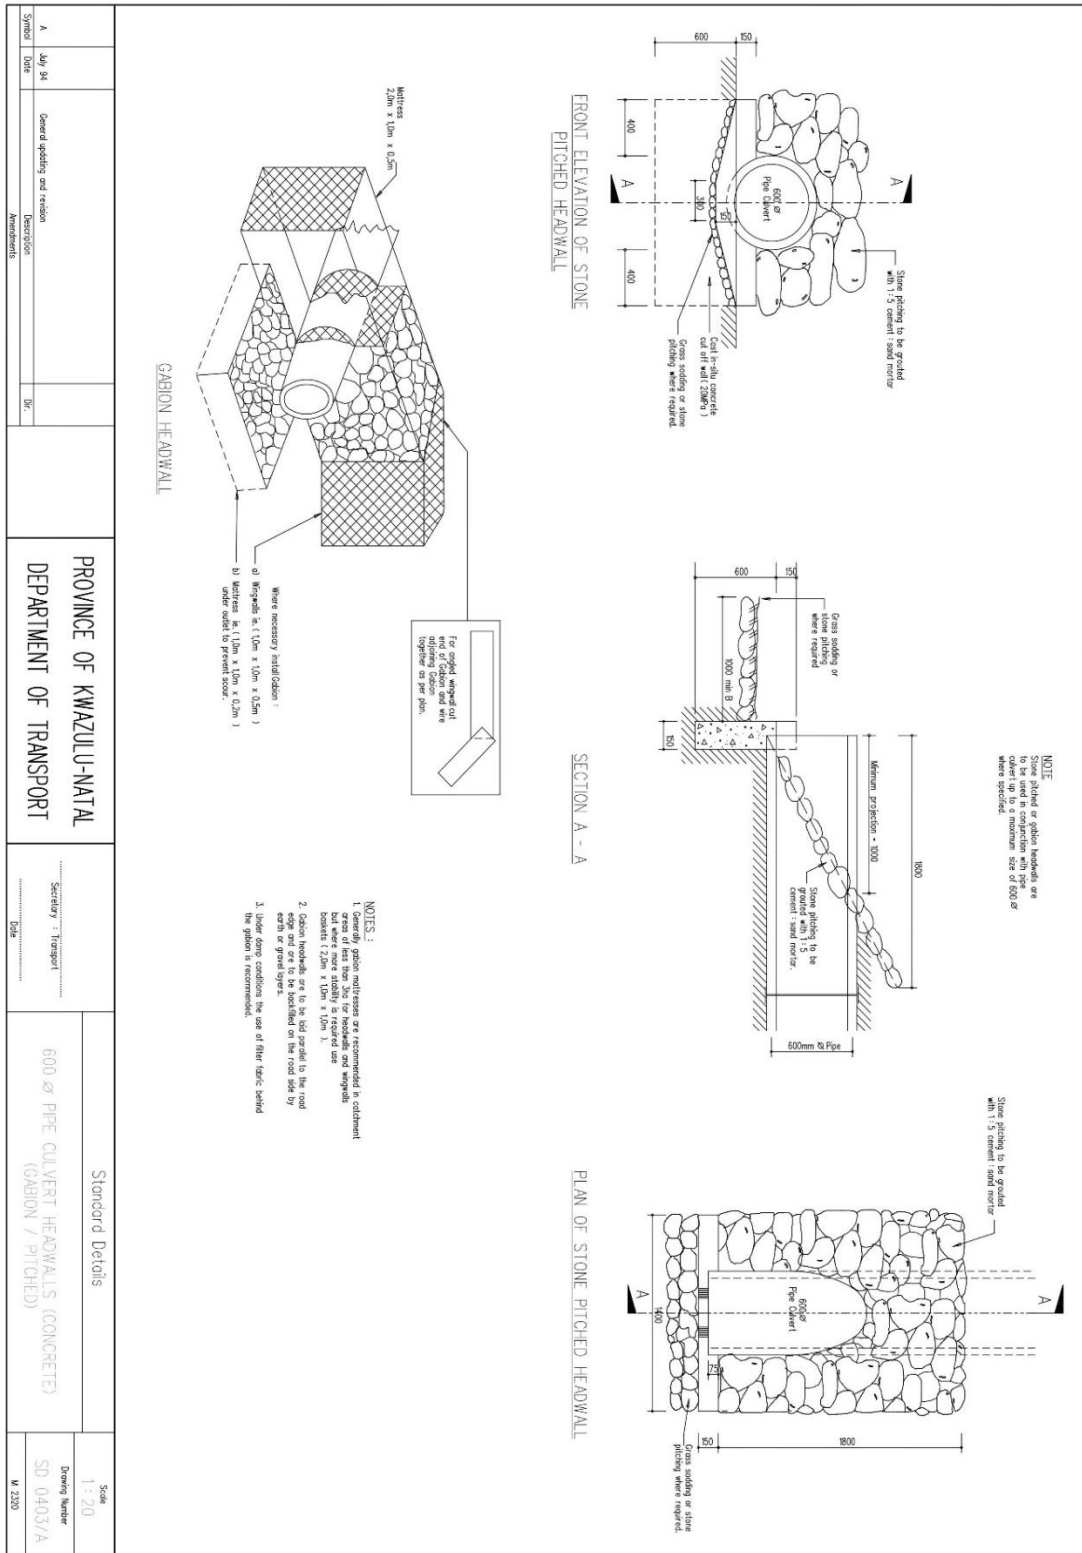 600
150
400
400
A
A
600 Ø
Pipe Culvert
300
150
Stone pitching to be grouted
with 1:5 cement : sand mortar
Cast in-situ concrete
cut off wall ( 20MPa )
Grass sodding or stone
pitching where required.
FRONT ELEVATION OF STONE
PITCHED HEADWALL
NOTE
Stone pitched or gabion headwalls are
to be used in conjunction with pipe
culvert up to a maximum size of 600 Ø
where specified.
Grass sodding or
stone pitching
where required
600
150
1000 min B
150
1800
Minimum projection = 1000
Stone pitching to be
grouted with 1:5
cement : sand mortar.
600mm Ø Pipe
SECTION A - A
Stone pitching to be grouted
with 1:5 cement : sand mortar
A
A
600 Ø
Pipe Culvert
1400
75
150
1800
Grass sodding or stone
pitching where required.
PLAN OF STONE PITCHED HEADWALL
Mattress
2,0m x 1,0m x 0,5m
For angled wingwall cut
end of Gabion and wire
adjoining Gabion
together as per plan.
Where necessary install Gabion :
a) Wingwalls ie. ( 1,0m x 1,0m x 0,5m )
b) Mattress ie. ( 1,0m x 1,0m x 0,2m )
under outlet to prevent scour.
GABION HEADWALL
NOTES :
1. Generally gabion mattresses are recommended in catchment
areas of less than 3ha for headwalls and wingwalls
but where more stability is required use
baskets ( 2,0m x 1,0m x 1,0m ).
2. Gabion headwalls are to be laid parallel to the road
edge and are to be backfilled on the road side by
earth or gravel layers.
3. Under damp conditions the use of filter fabric behind
the gabion is recommended.
A July 94 General updating and revision
Symbol Date Description Dir.
Amendments
PROVINCE OF KWAZULU-NATAL
DEPARTMENT OF TRANSPORT
Secretary : Transport
Date
Standard Details
600 Ø PIPE CULVERT HEADWALLS (CONCRETE)
(GABION / PITCHED)
Scale
1 : 20
Drawing Number
SD 0403/A
M 2320